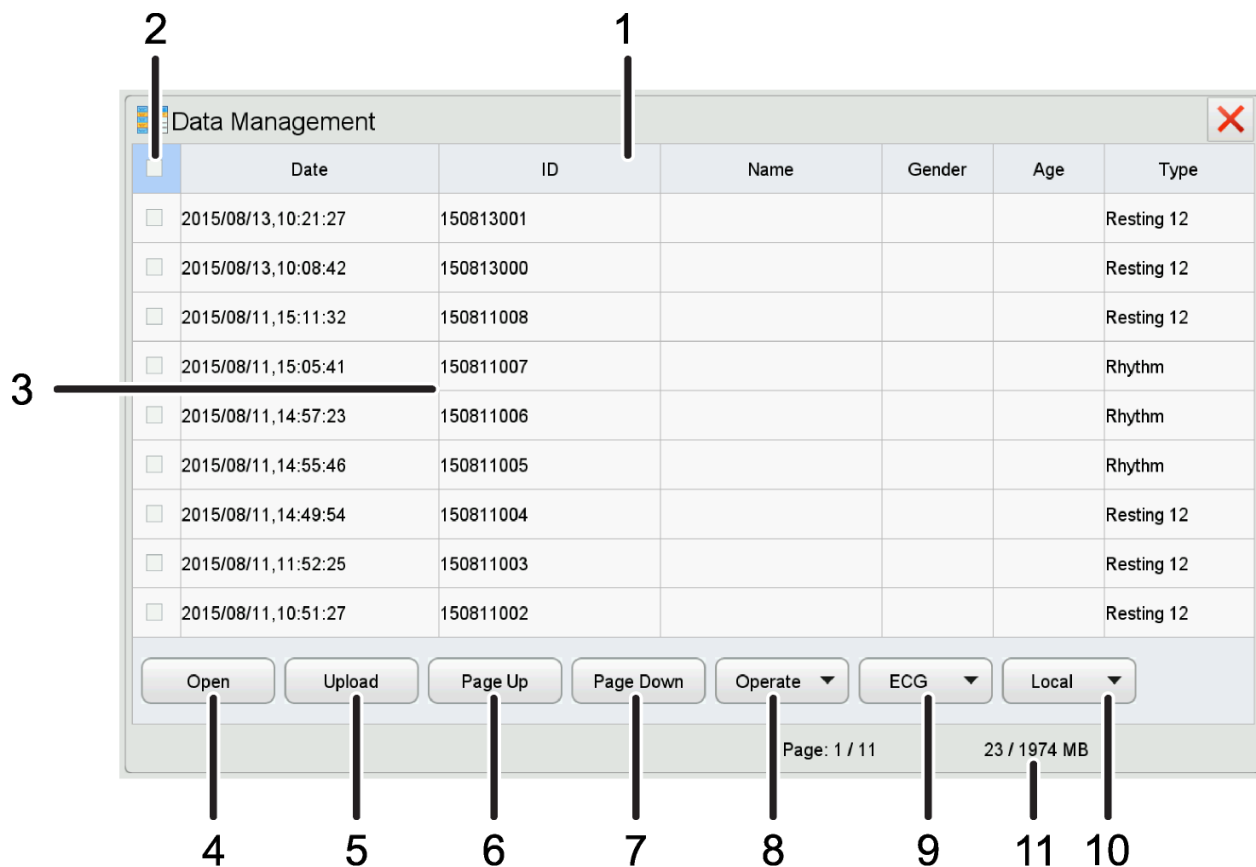 2 1
Data Management
Date ID Name Gender Age Type
2015/08/13,10:21:27 150813001 Resting 12
2015/08/13,10:08:42 150813000 Resting 12
2015/08/11,15:11:32 150811008 Resting 12
2015/08/11,15:05:41 150811007 Rhythm
3
2015/08/11,14:57:23 150811006 Rhythm
2015/08/11,14:55:46 150811005 Rhythm
2015/08/11,14:49:54 150811004 Resting 12
2015/08/11,11:52:25 150811003 Resting 12
2015/08/11,10:51:27 150811002 Resting 12
Open Upload Page Up Page Down Operate ECG Local
Page: 1 / 11 23 / 1974 MB
4 5 6 7 8 9 11 10